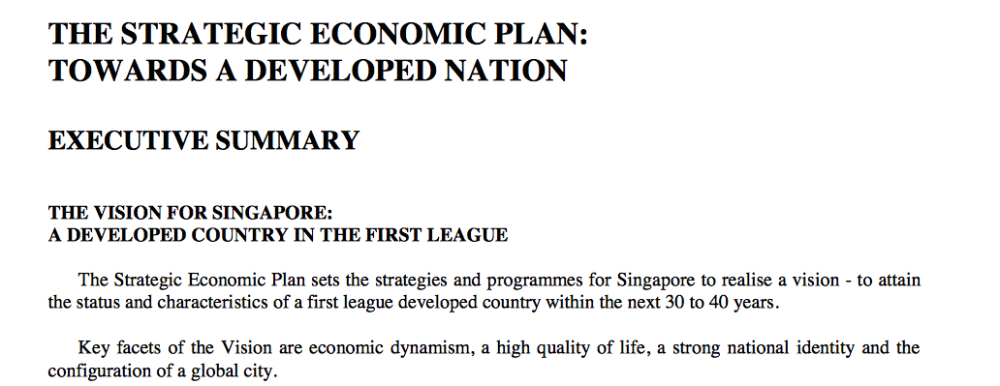 THE STRATEGIC ECONOMIC PLAN:
TOWARDS A DEVELOPED NATION
EXECUTIVE SUMMARY
THE VISION FOR SINGAPORE:
A DEVELOPED COUNTRY IN THE FIRST LEAGUE
The Strategic Economic Plan sets the strategies and programmes for Singapore to realise a vision - to attain
the status and characteristics of a first league developed country within the next 30 to 40 years.
Key facets of the Vision are economic dynamism, a high quality of life, a strong national identity and the
configuration of a global city.